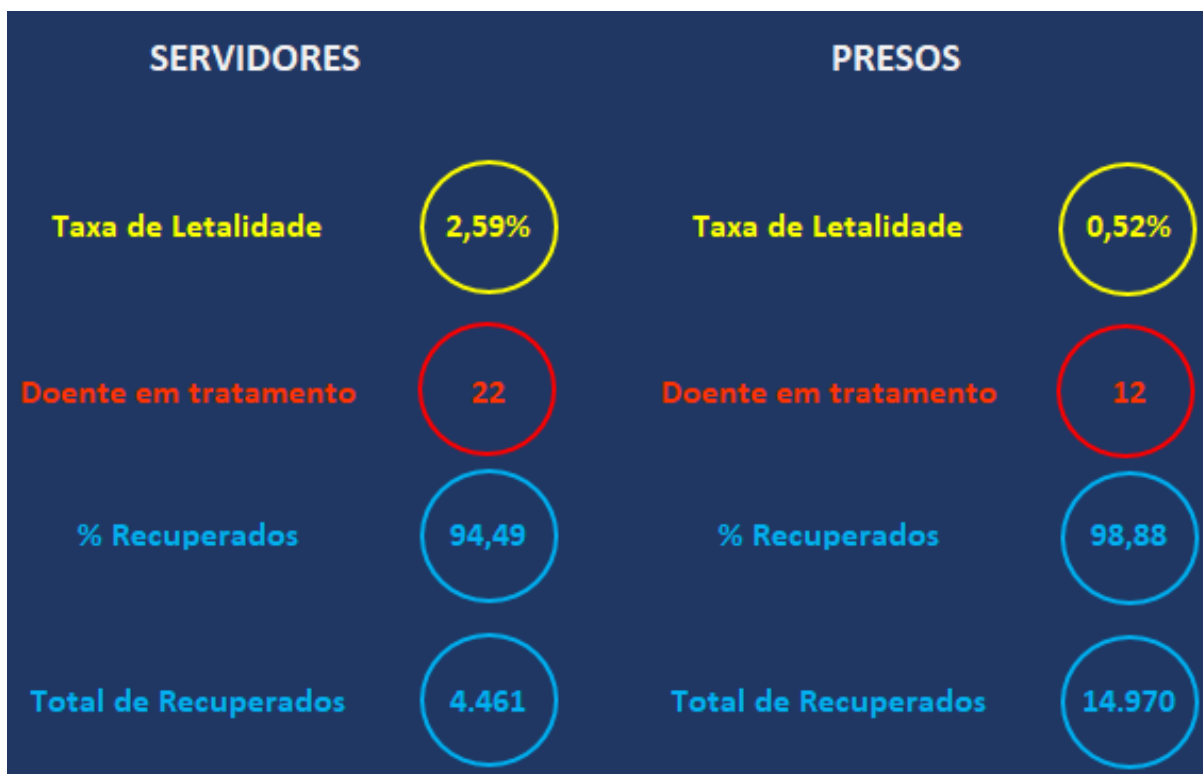 SERVIDORES
PRESOS
Taxa de Letalidade
2,59%
Taxa de Letalidade
0,52%
Doente em tratamento
22
Doente em tratamento
12
% Recuperados
94,49
% Recuperados
98,88
Total de Recuperados
4.461
Total de Recuperados
14.970